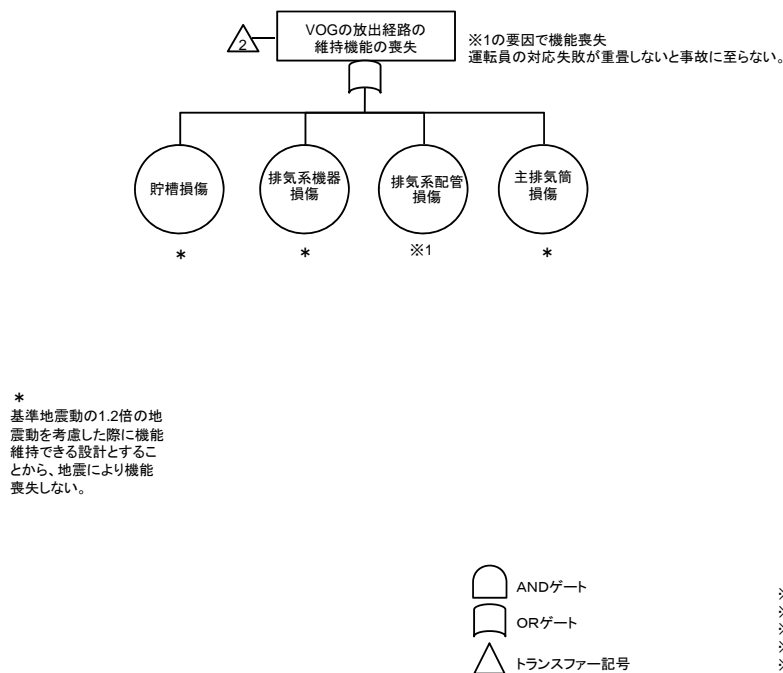 VOGの放出経路の
維持機能の喪失
2
※1の要因で機能喪失
運転員の対応失敗が重畳しないと事故に至らない。
貯槽損傷
排気系機器
損傷
排気系配管
損傷
主排気筒
損傷
*
*
※1
*
*
基準地震動の1.2倍の地
震動を考慮した際に機能
維持できる設計とするこ
とから、地震により機能
喪失しない。
ANDゲート
ORゲート
トランスファー記号
※
※
※
※
※